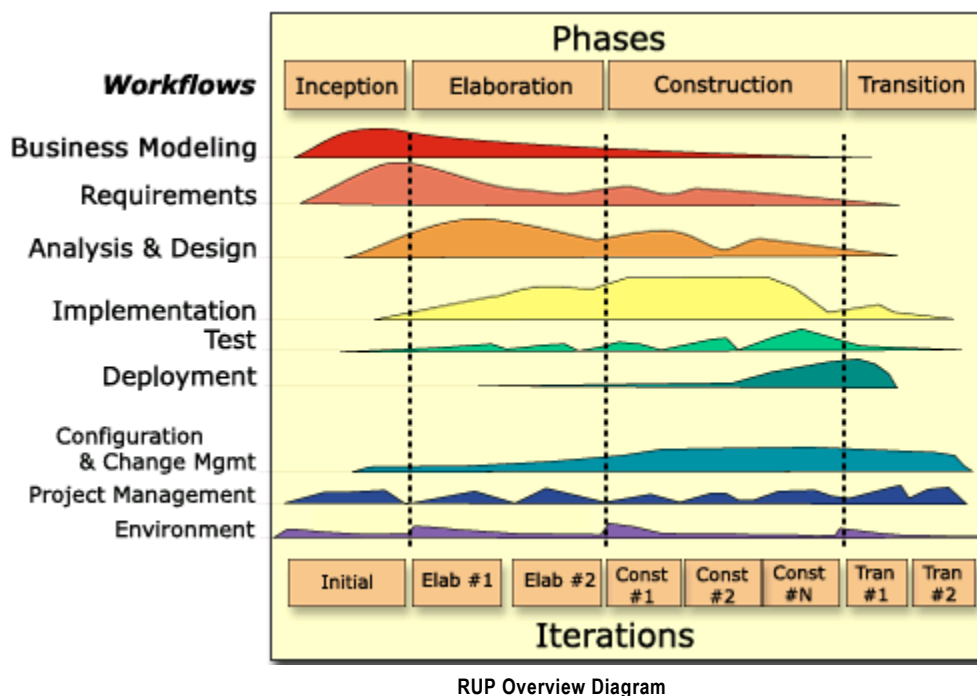 Phases
Workflows
Inception
Elaboration
Construction
Transition
Business Modeling
Requirements
Analysis & Design
Implementation
Test
Deployment
Configuration
& Change Mgmt
Project Management
Environment
Initial
Elab #1
Elab #2
Const
#1
Const
#2
Const
#N
Tran
#1
Tran
#2
Iterations
RUP Overview Diagram